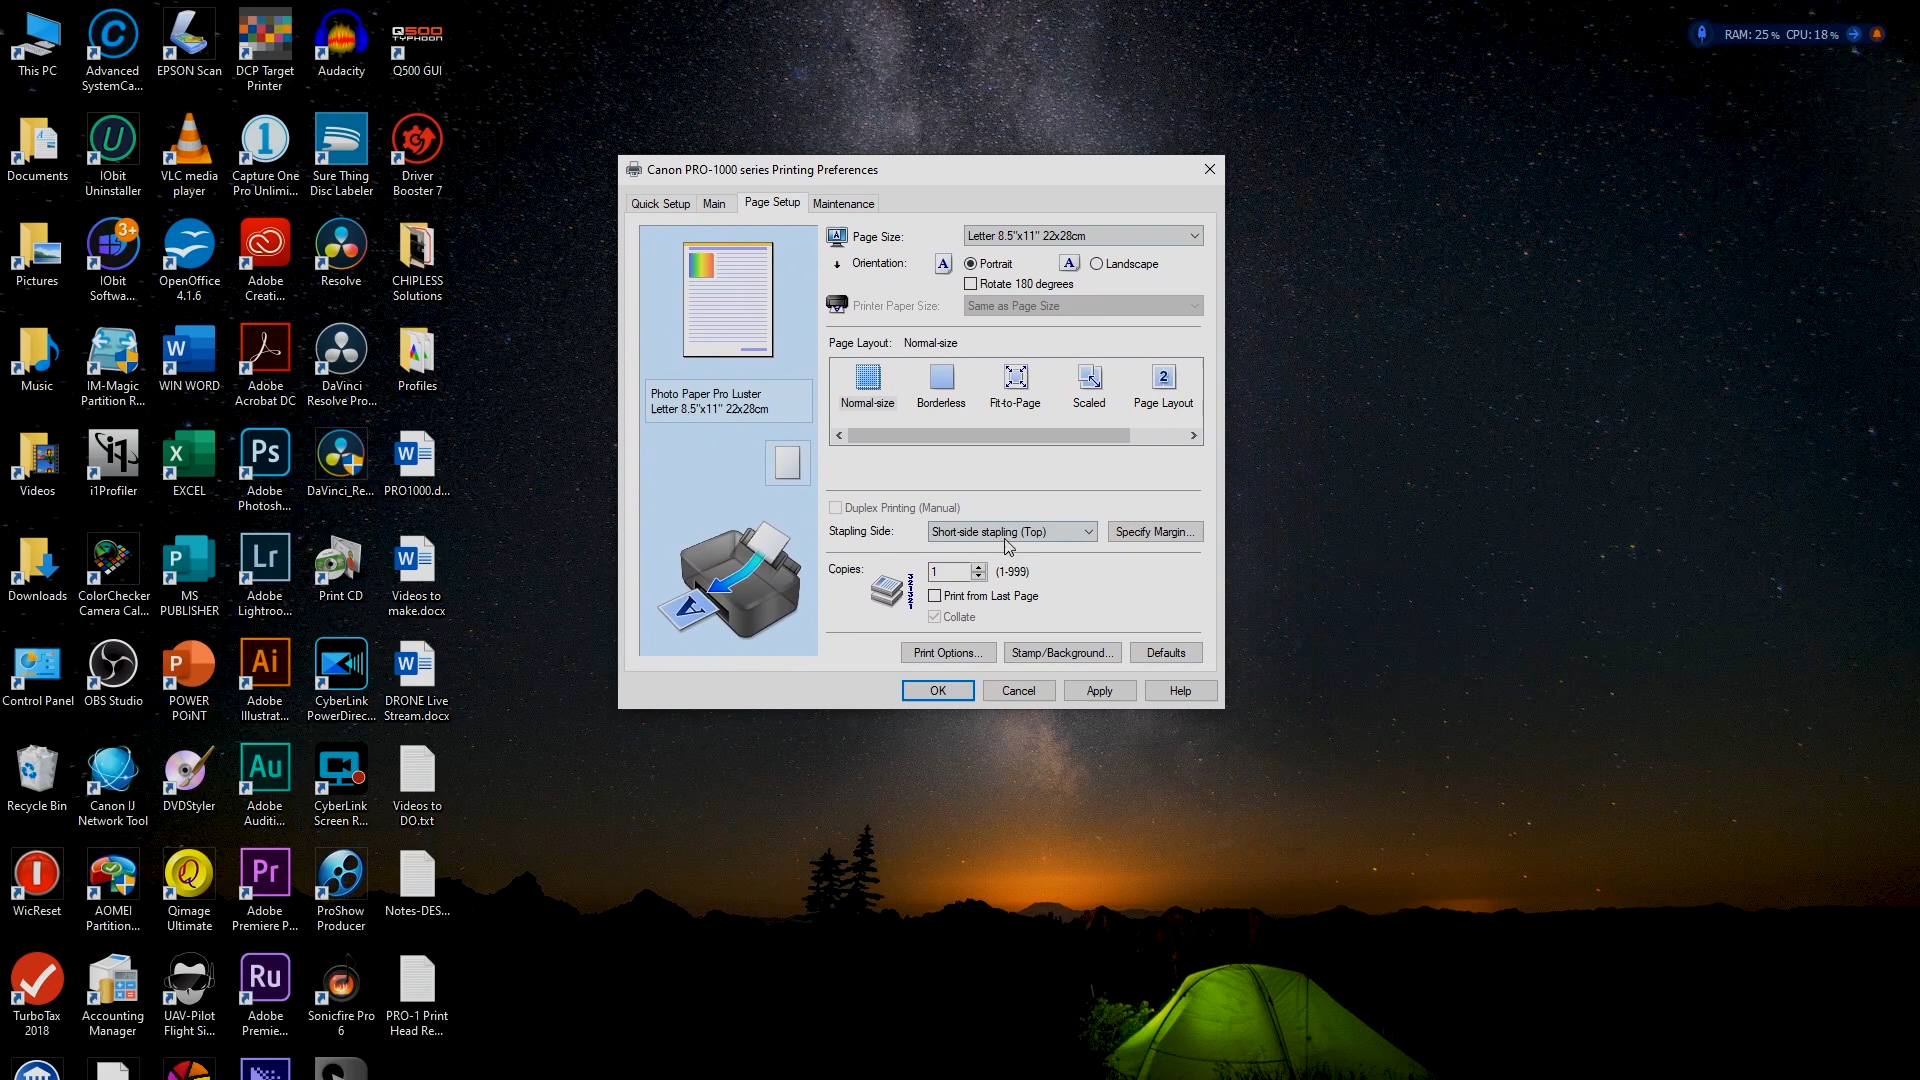 This PC
Advanced
SystemCa...
EPSON Scan
DCP Target
Printer
Audacity
Q500
TYPHOON
Q500 GUI
RAM: 25 % CPU: 18 %
Documents
IObit
Uninstaller
VLC media
player
Capture One
Pro Unlimi...
Sure Thing
Disc Labeler
Driver
Booster 7
Pictures
3+
IObit
Softwa...
OpenOffice
4.1.6
Adobe
Creati...
Resolve
CHIPLESS
Solutions
Music
IM-Magic
Partition R...
WIN WORD
Adobe
Acrobat DC
DaVinci
Resolve Pro...
Profiles
Videos
i1Profiler
EXCEL
Adobe
Photosh...
DaVinci_Re...
PRO1000.d...
Downloads
ColorChecker
Camera Cal...
MS
PUBLISHER
Adobe
Lightroo...
Print CD
Videos to
make.docx
Control Panel
OBS Studio
POWER
POiNT
Adobe
Illustrat...
CyberLink
PowerDirec...
DRONE Live
Stream.docx
Recycle Bin
Canon IJ
Network Tool
DVDStyler
Adobe
Auditi...
CyberLink
Screen R...
Videos to
DO.txt
WicReset
AOMEI
Partition...
Qimage
Ultimate
Adobe
Premiere P...
ProShow
Producer
Notes-DES...
TurboTax
2018
Accounting
Manager
UAV-Pilot
Flight Si...
Adobe
Premie...
Sonicfire Pro
6
PRO-1 Print
Head Re...
Canon PRO-1000 series Printing Preferences
Quick Setup
Main
Page Setup
Maintenance
Page Size:
Letter 8.5"x11" 22x28cm
Orientation:
A
Portrait
A
Landscape
Rotate 180 degrees
Printer Paper Size:
Same as Page Size
Page Layout: Normal-size
Normal-size
Borderless
Fit-to-Page
Scaled
2
Page Layout
Photo Paper Pro Luster
Letter 8.5"x11" 22x28cm
Duplex Printing (Manual)
Stapling Side:
Short-side stapling (Top)
Specify Margin...
Copies:
1
(1-999)
Print from Last Page
Collate
Print Options...
Stamp/Background...
Defaults
OK
Cancel
Apply
Help